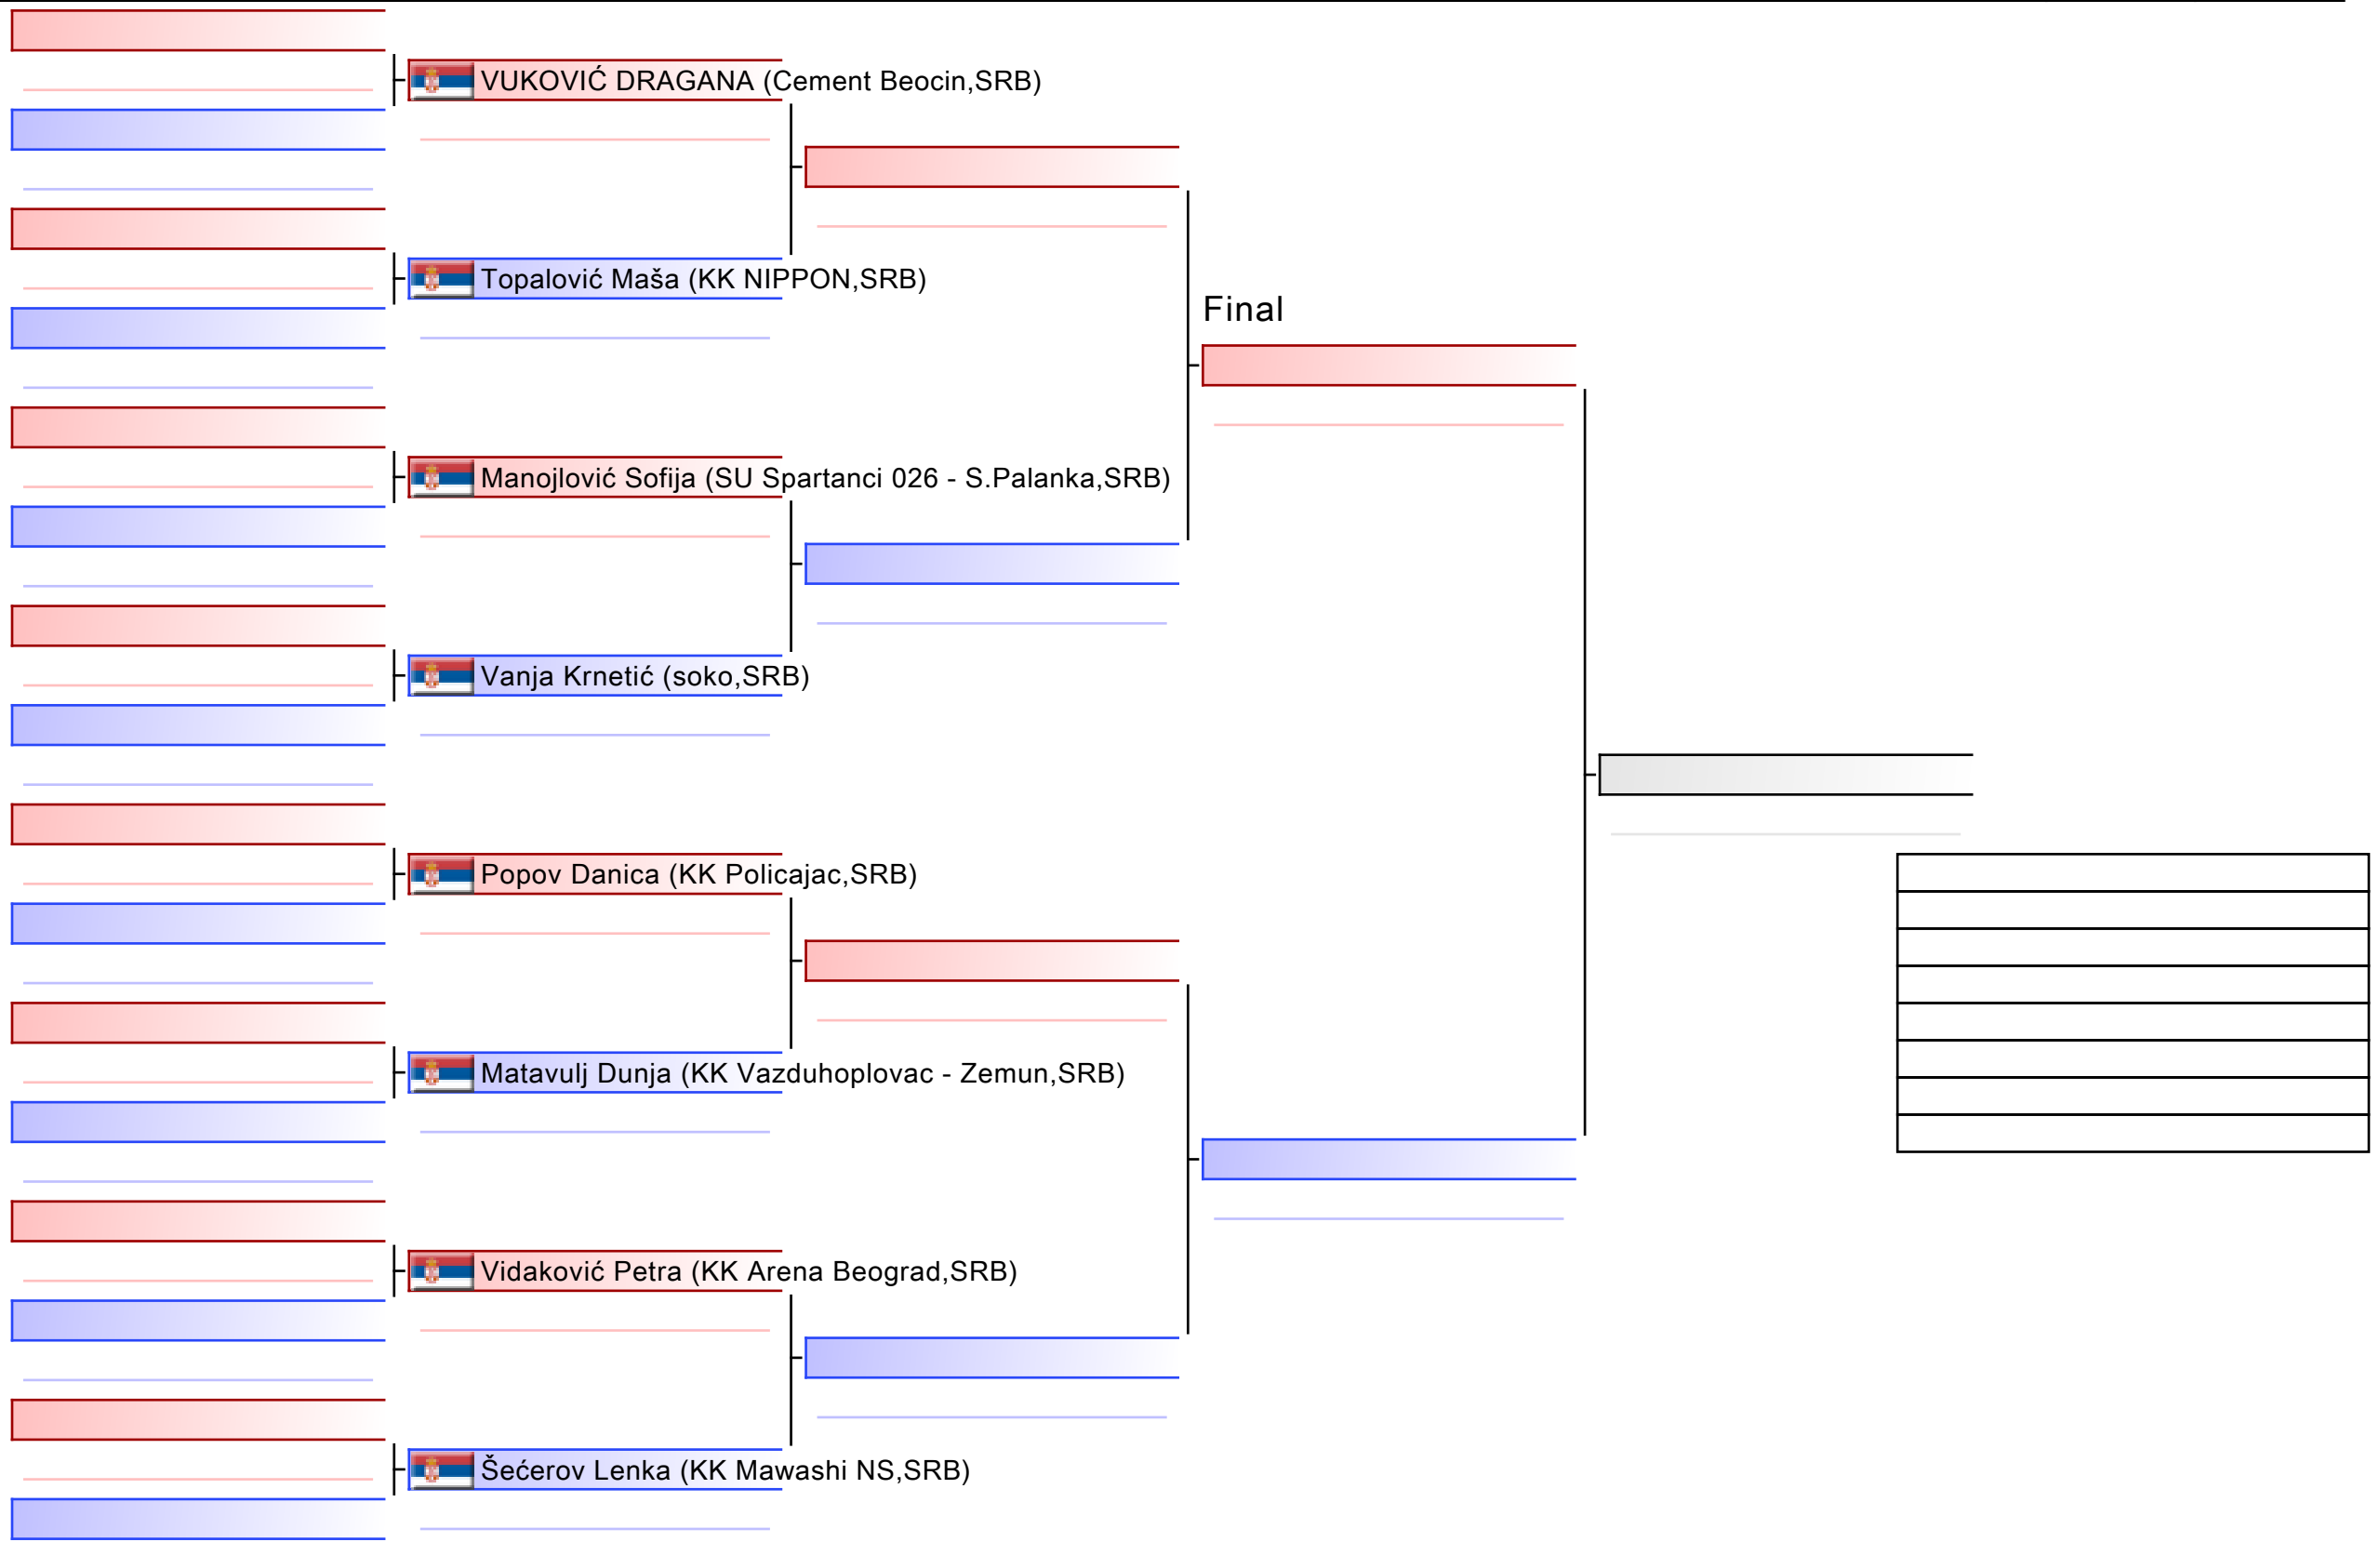 VUKOVIĆ DRAGANA (Cement Beocin,SRB)
Topalović Maša (KK NIPPON,SRB)
Final
Manojlović Sofija (SU Spartanci 026 - S.Palanka,SRB)
Vanja Krnetić (soko,SRB)
Popov Danica (KK Policajac,SRB)
Matavulj Dunja (KK Vazduhoplovac - Zemun,SRB)
Vidaković Petra (KK Arena Beograd,SRB)
Šećerov Lenka (KK Mawashi NS,SRB)